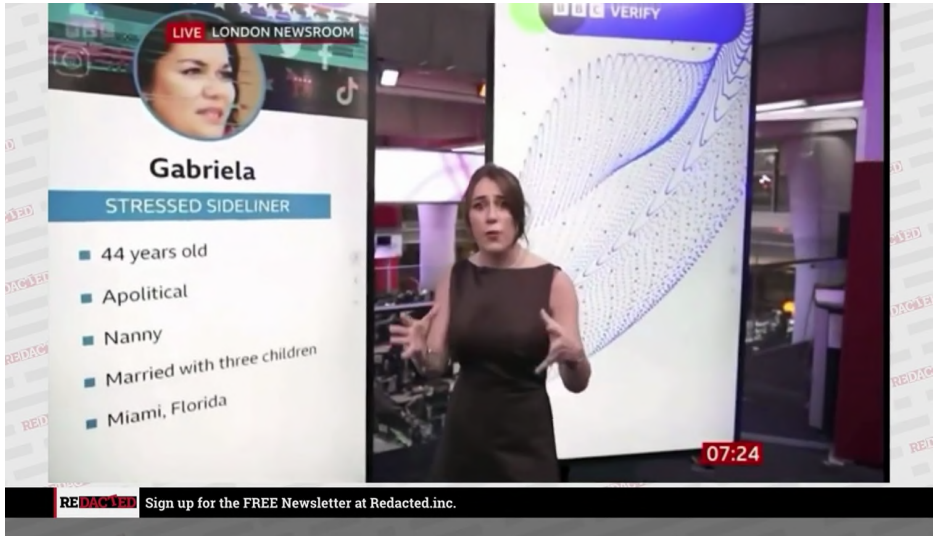 LIVE LONDON NEWSROOM
BBC VERIFY
Gabriela
STRESSED SIDELINER
44 years old
Apolitical
Nanny
Married with three children
Miami, Florida
07:24
REDACTED Sign up for the FREE Newsletter at Redacted.inc.
REDACTED